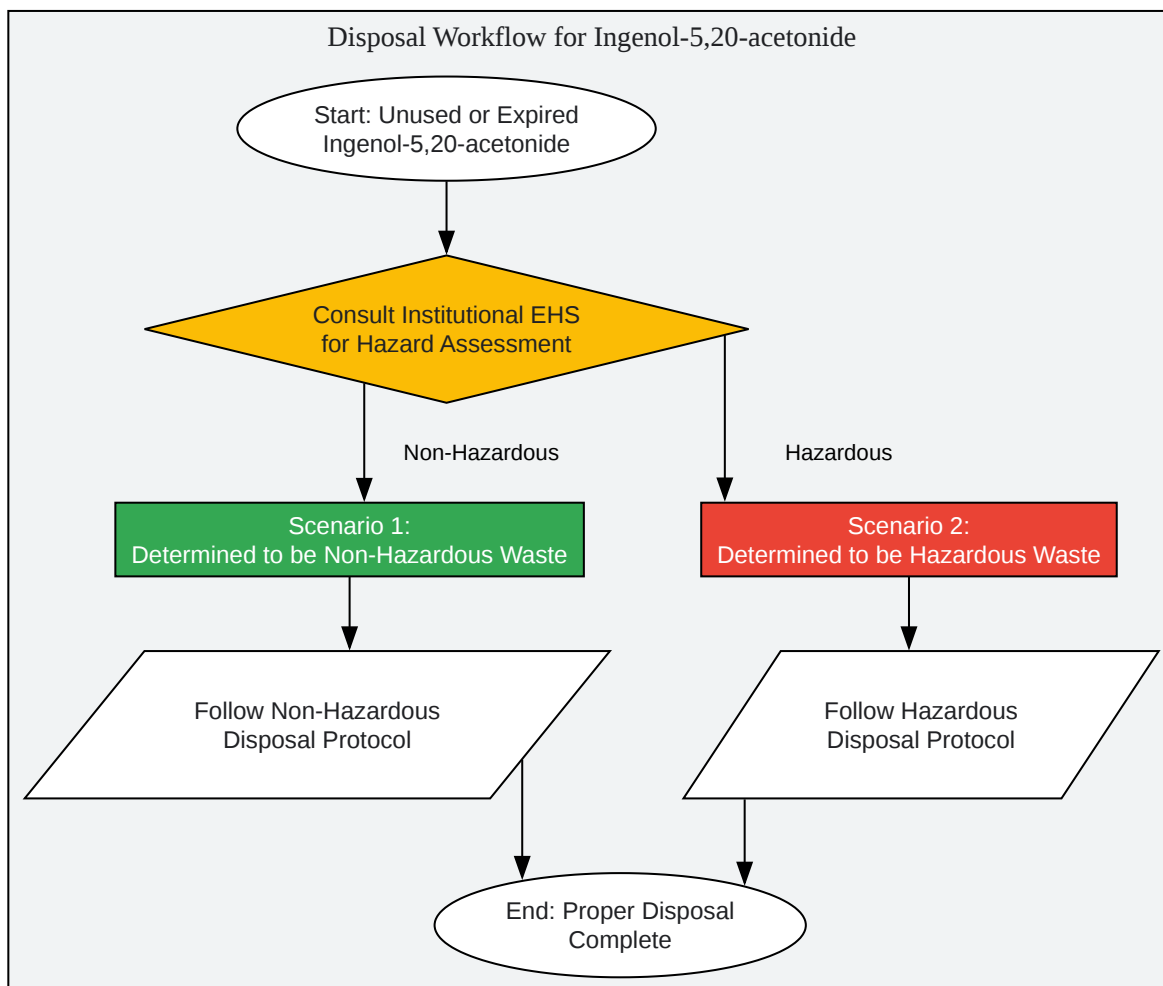 Disposal Workflow for Ingenol-5,20-acetonide
Start: Unused or Expired
Ingenol-5,20-acetonide
Consult Institutional EHS
for Hazard Assessment
Non-Hazardous
Hazardous
Scenario 1:
Determined to be Non-Hazardous Waste
Scenario 2:
Determined to be Hazardous Waste
Follow Non-Hazardous
Disposal Protocol
Follow Hazardous
Disposal Protocol
End: Proper Disposal
Complete